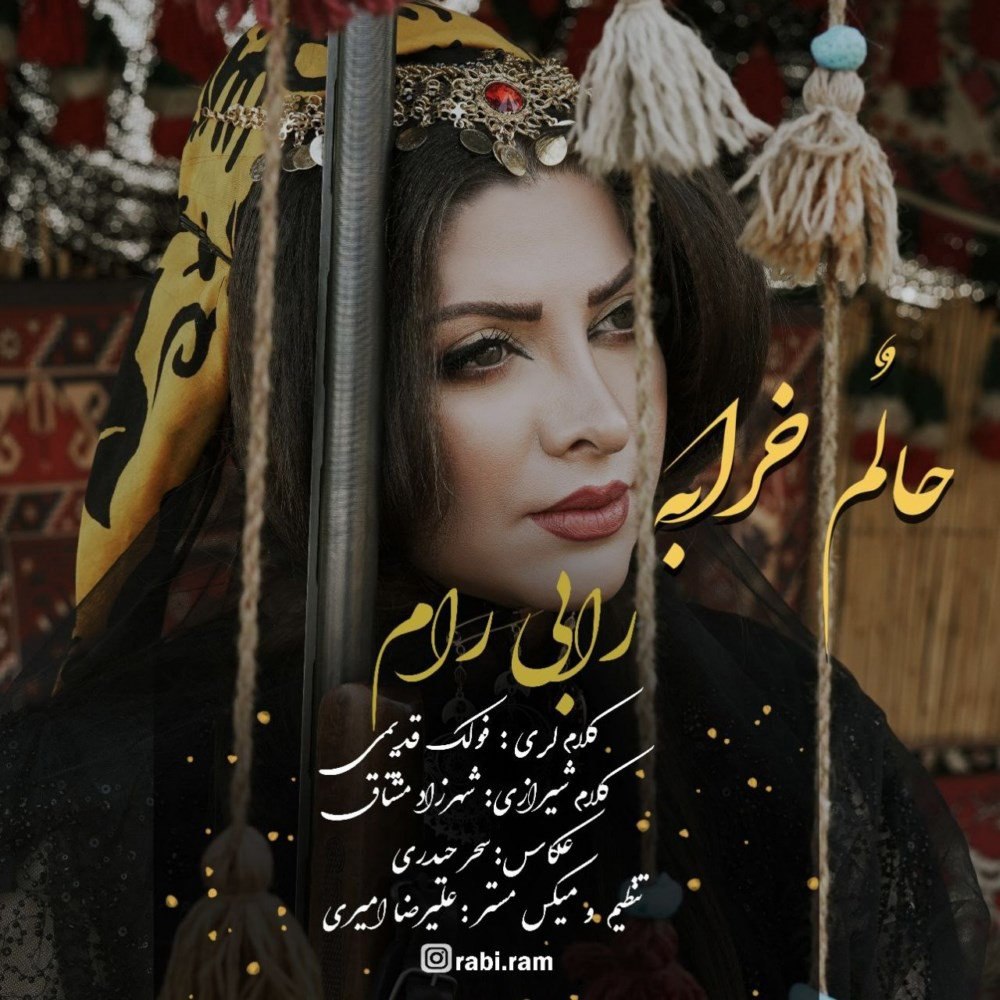 حالُم خرابه
رابی رام
کلام لری : فولک قدیمی
کلام شیرازی: شهرزاد مشتاق
عکاس: سحر حیدری
تنظیم و میکس مستر : علیرضا امیری
rabi.ram